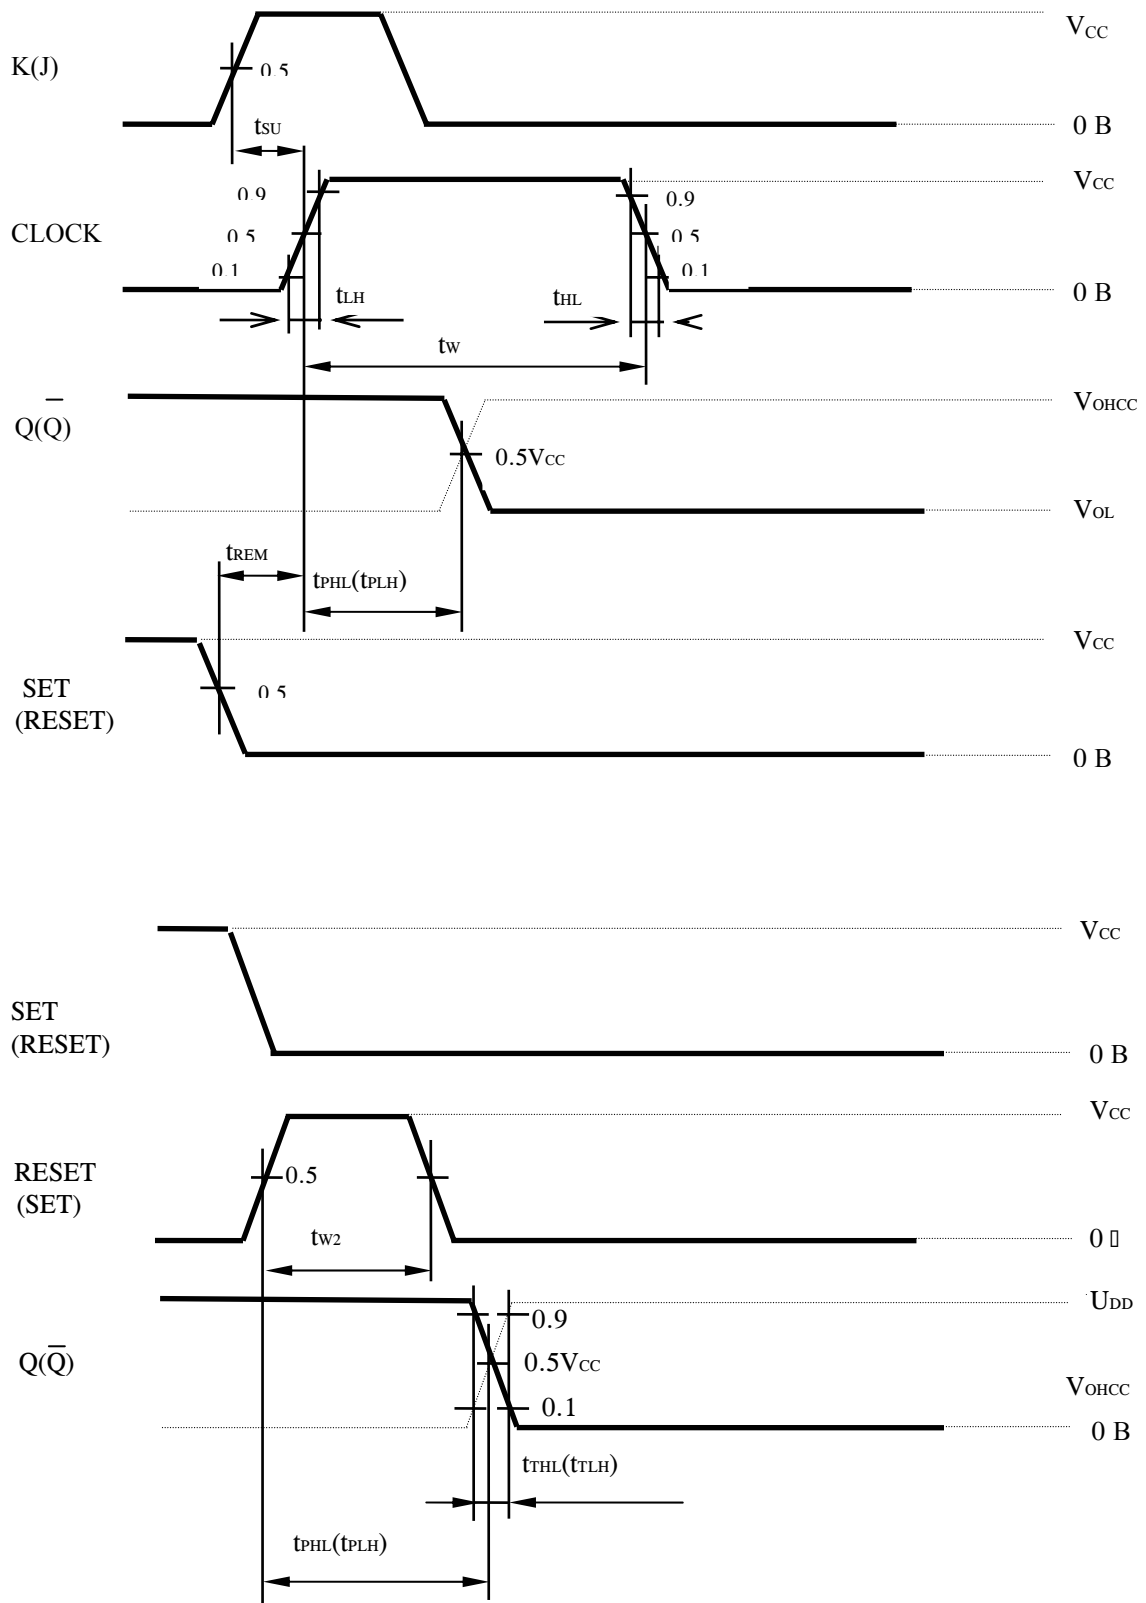 VCC
K(J)
0.5
0 B
tSU
0.9
VCC
0.9
CLOCK
0.5
0.5
0.1
0.1
0 B
tLH
tHL
tW
VOHCC
Q(Q̅)
0.5VCC
VOL
tREM
tPHL(tPLH)
VCC
SET
0.5
(RESET)
0 B
VCC
SET
(RESET)
0 B
VCC
RESET
0.5
(SET)
tW2
0
UDD
0.9
Q(Q̅)
0.5VCC
VOHCC
0.1
0 B
tTHL(tTLH)
tPHL(tPLH)